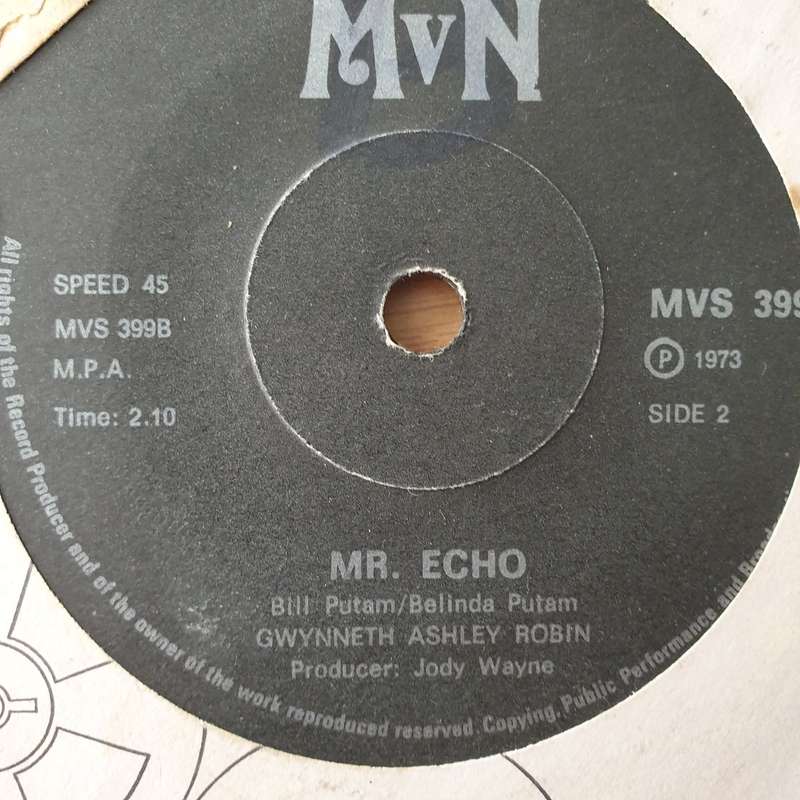 MVN
SPEED 45
MVS 399B
M.P.A.
Time: 2.10
MVS 399
Ⓟ 1973
SIDE 2
MR. ECHO
Bill Putam/Belinda Putam
GWYNNETH ASHLEY ROBIN
Producer: Jody Wayne
All rights of the Record Producer and of the owner of the work reproduced reserved. Copying, Public Performance and